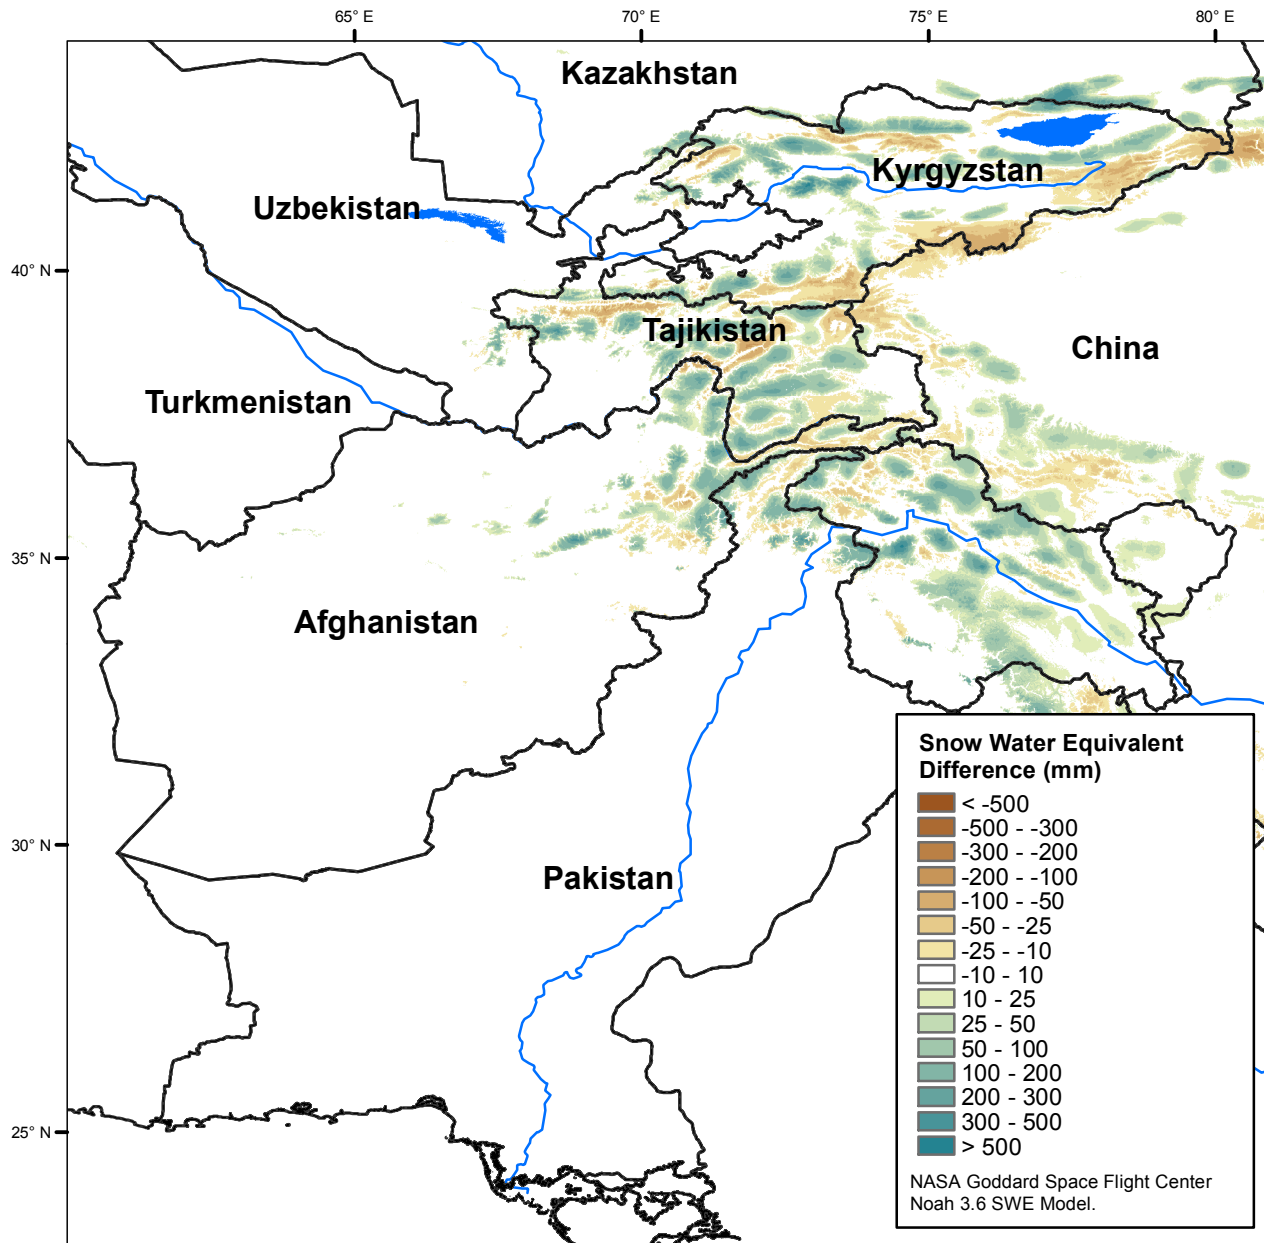 65° E
70° E
75° E
80° E
Kazakhstan
Kyrgyzstan
Uzbekistan
40° N
Tajikistan
China
Turkmenistan
35° N
Afghanistan
30° N
Pakistan
25° N
Snow Water Equivalent
Difference (mm)
< -500
-500 - -300
-300 - -200
-200 - -100
-100 - -50
-50 - -25
-25 - -10
-10 - 10
10 - 25
25 - 50
50 - 100
100 - 200
200 - 300
300 - 500
> 500
NASA Goddard Space Flight Center
Noah 3.6 SWE Model.